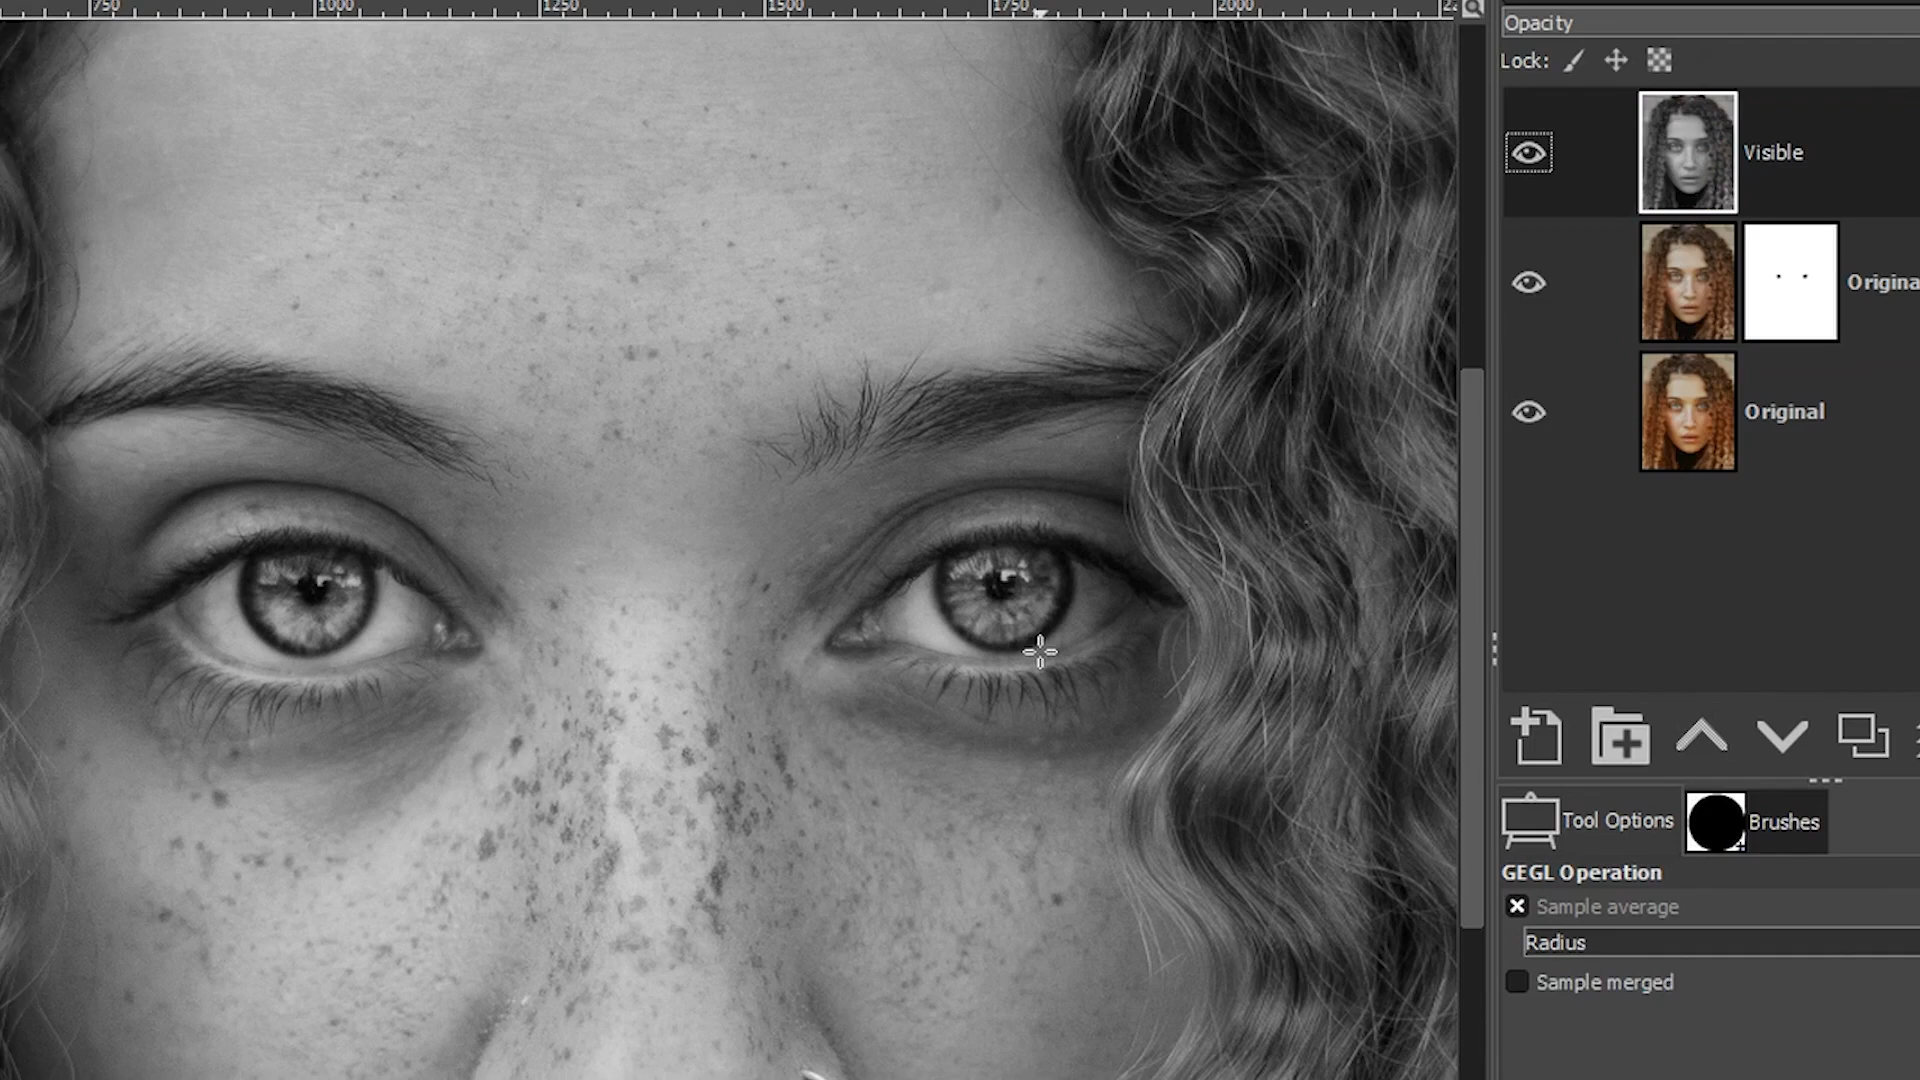 750 1000 1250 1500 1750 2000
Opacity
Lock:
Visible
Origina
Original
Tool Options
Brushes
GEGL Operation
Sample average
Radius
Sample merged